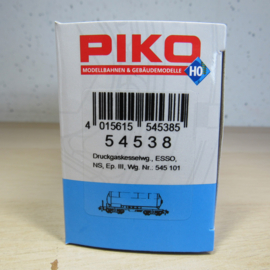 PIKO
MODELLBAHNEN & GEBÄUDEMODELLE
H0
4 015615 545385
54538
Druckgaskesselwg., ESSO,
NS, Ep. III, Wg. Nr.: 545 101